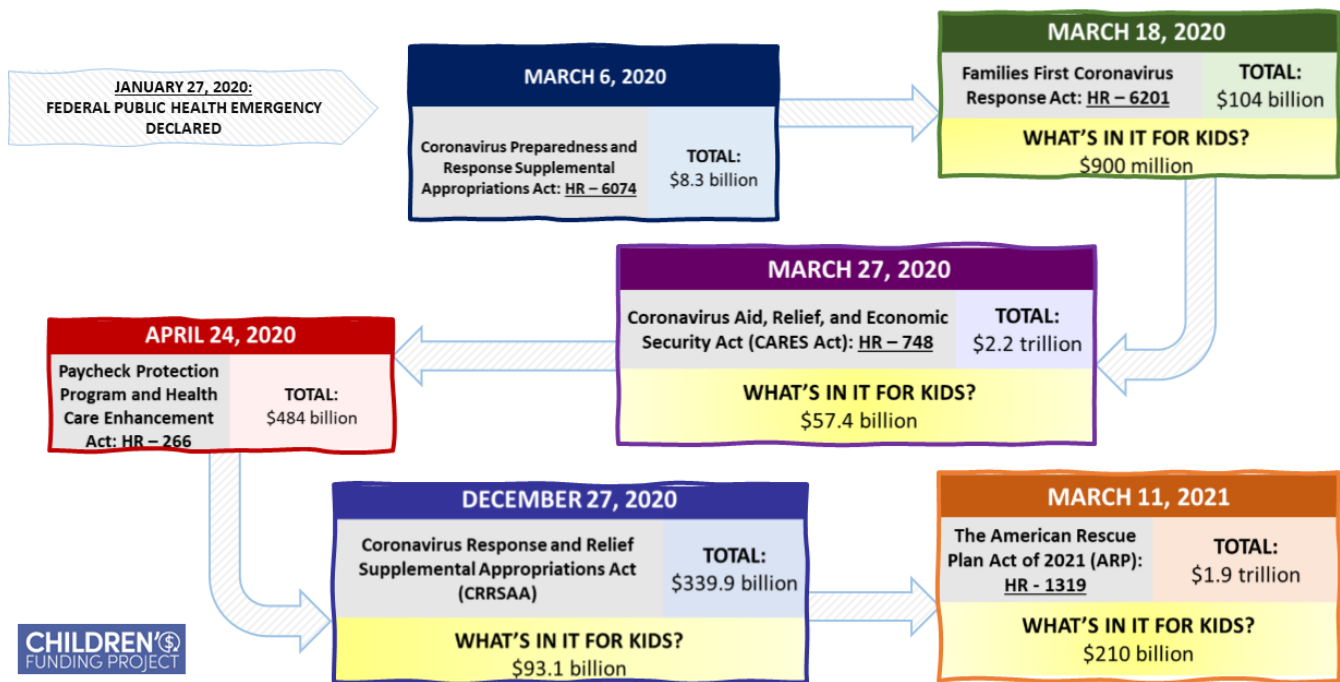 JANUARY 27, 2020:
FEDERAL PUBLIC HEALTH EMERGENCY
DECLARED
MARCH 6, 2020
Coronavirus Preparedness and
Response Supplemental
Appropriations Act: HR – 6074
TOTAL:
$8.3 billion
MARCH 18, 2020
Families First Coronavirus
Response Act: HR – 6201
TOTAL:
$104 billion
WHAT'S IN IT FOR KIDS?
$900 million
MARCH 27, 2020
Coronavirus Aid, Relief, and Economic
Security Act (CARES Act): HR – 748
TOTAL:
$2.2 trillion
WHAT'S IN IT FOR KIDS?
$57.4 billion
APRIL 24, 2020
Paycheck Protection
Program and Health
Care Enhancement
Act: HR – 266
TOTAL:
$484 billion
DECEMBER 27, 2020
Coronavirus Response and Relief
Supplemental Appropriations Act
(CRRSAA)
TOTAL:
$339.9 billion
WHAT'S IN IT FOR KIDS?
$93.1 billion
MARCH 11, 2021
The American Rescue
Plan Act of 2021 (ARP):
HR - 1319
TOTAL:
$1.9 trillion
WHAT'S IN IT FOR KIDS?
$210 billion
CHILDREN'$
FUNDING PROJECT